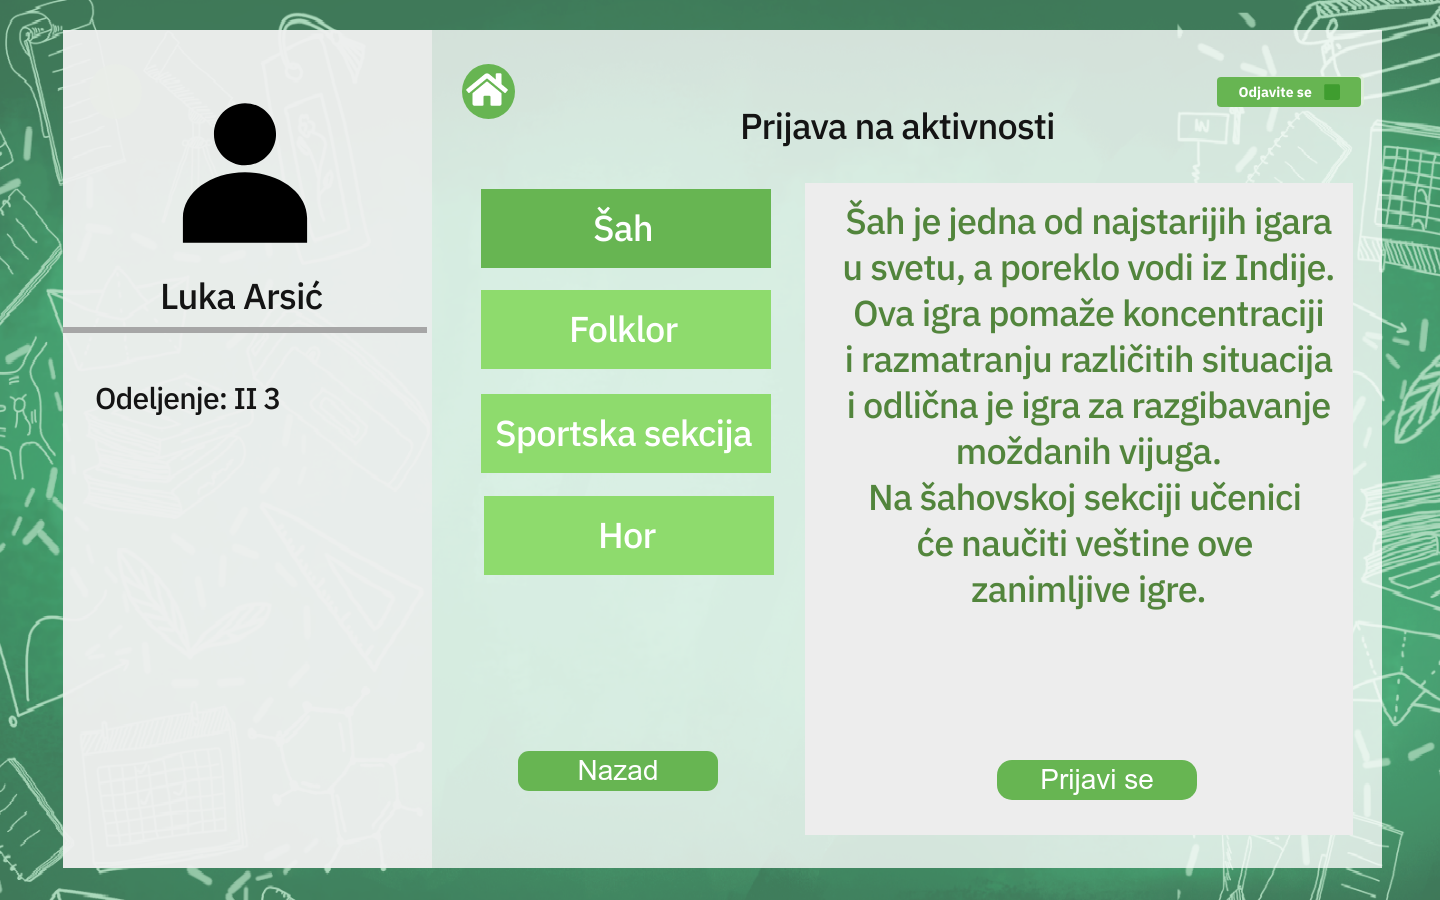 Odjavite se
Prijava na aktivnosti
Luka Arsić
Odeljenje: II 3
Šah
Folklor
Sportska sekcija
Hor
Šah je jedna od najstarijih igara
u svetu, a poreklo vodi iz Indije.
Ova igra pomaže koncentraciji
i razmatranju različitih situacija
i odlična je igra za razgibavanje
moždanih vijuga.
Na šahovskoj sekciji učenici
će naučiti veštine ove
zanimljive igre.
Nazad
Prijavi se